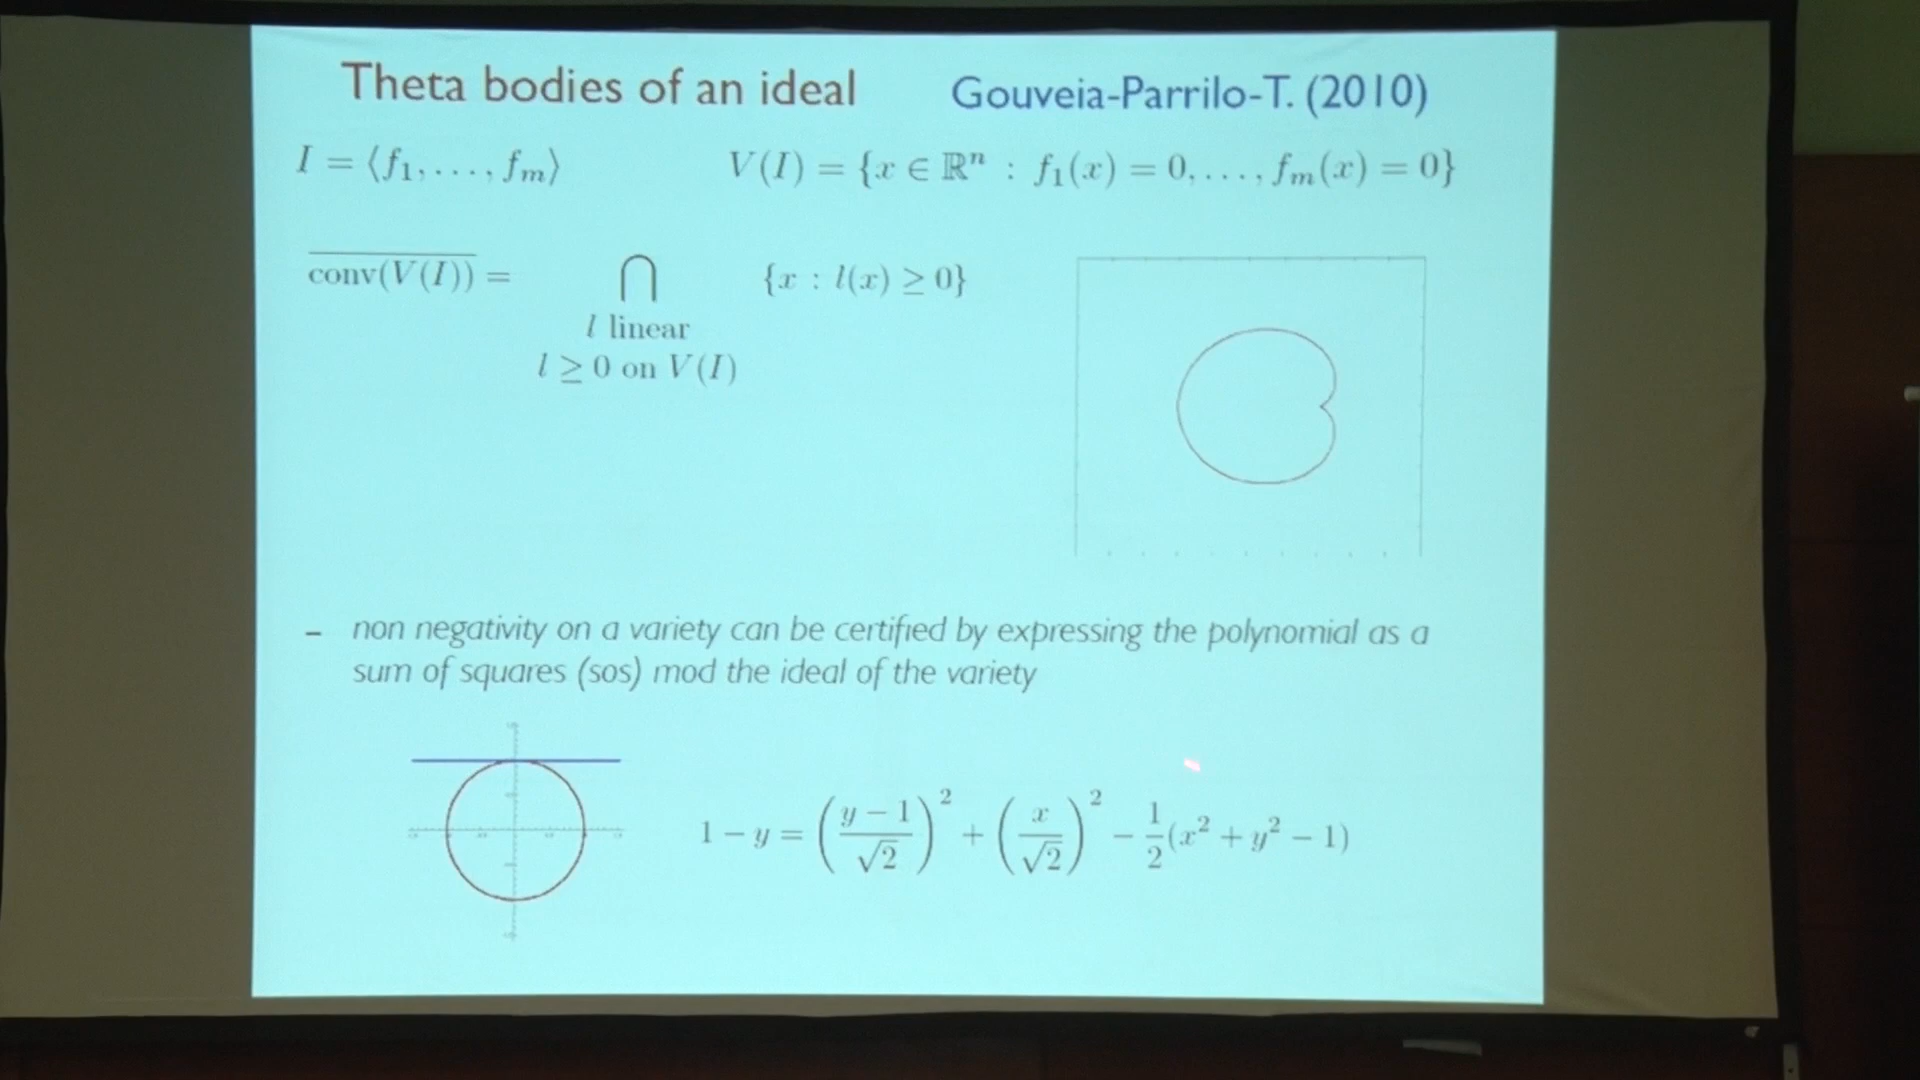 Theta bodies of an ideal Gouveia-Parrilo-T. (2010)
I = ⟨f₁, . . . , fₘ⟩ V(I) = {x ∈ ℝⁿ : f₁(x) = 0, . . . , fₘ(x) = 0}
conv(V(I)) = ⋂ {x : l(x) ≥ 0}
l linear
l ≥ 0 on V(I)
– non negativity on a variety can be certified by expressing the polynomial as a
sum of squares (sos) mod the ideal of the variety
1 − y = ((y − 1)/√2)² + (x/√2)² − 1/2(x² + y² − 1)